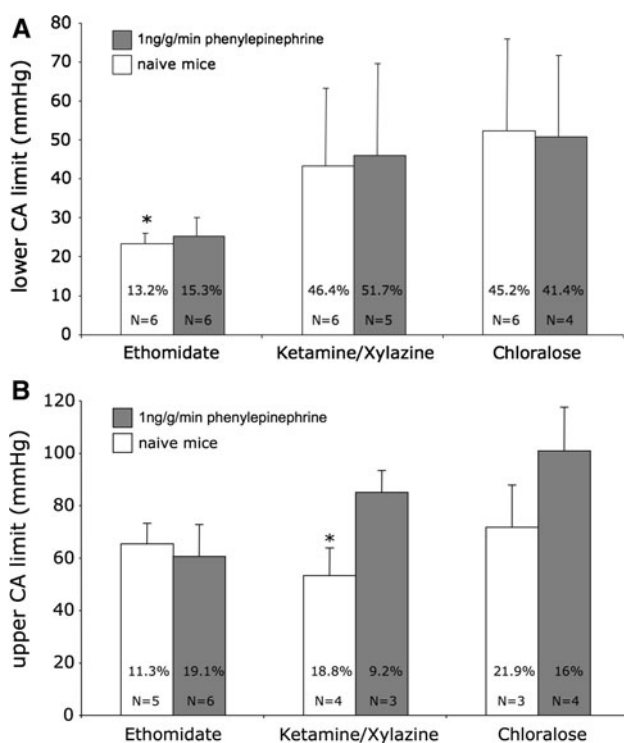 A
lower CA limit (mmHg)
80
70
60
50
40
30
20
10
0
1ng/g/min phenylepinephrine
naive mice
*
13.2% 15.3% 46.4% 51.7% 45.2% 41.4%
N=6 N=6 N=6 N=5 N=6 N=4
Ethomidate Ketamine/Xylazine Chloralose
B
upper CA limit (mmHg)
120
100
80
60
40
20
0
1ng/g/min phenylepinephrine
naive mice
*
11.3% 19.1% 18.8% 9.2% 21.9% 16%
N=5 N=6 N=4 N=3 N=3 N=4
Ethomidate Ketamine/Xylazine Chloralose